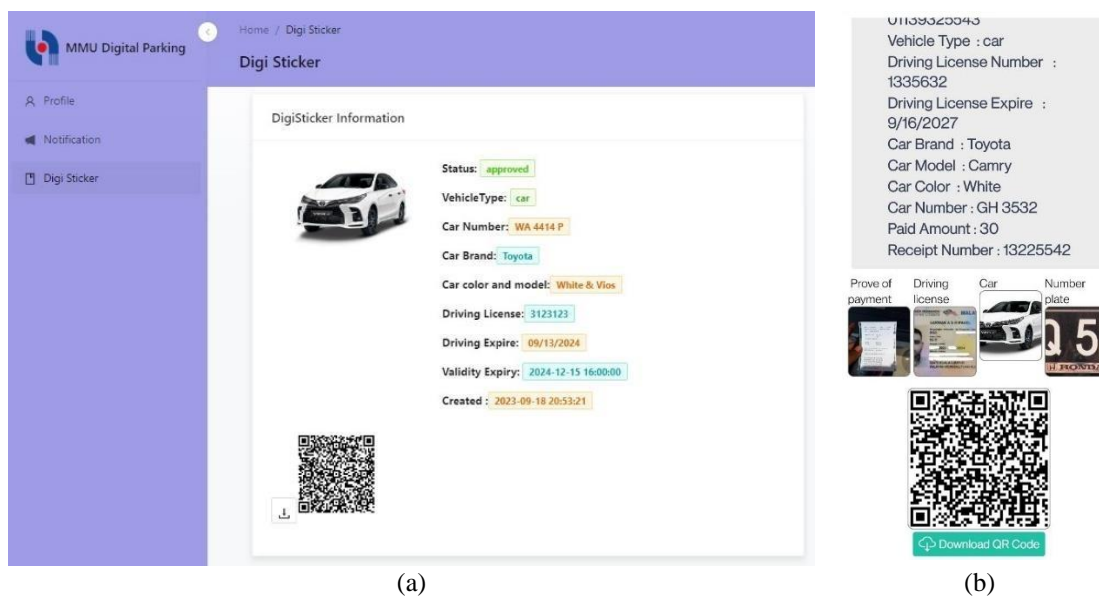 MMU Digital Parking
Home / Digi Sticker
Digi Sticker
Profile
Notification
Digi Sticker
DigiSticker Information
Status: approved
VehicleType: car
Car Number: WA 4414 P
Car Brand: Toyota
Car color and model: White & Vios
Driving License: 3123123
Driving Expire: 09/13/2024
Validity Expiry: 2024-12-15 16:00:00
Created : 2023-09-18 20:53:21
(a)
01139325543
Vehicle Type : car
Driving License Number :
1335632
Driving License Expire :
9/16/2027
Car Brand : Toyota
Car Model : Camry
Car Color : White
Car Number : GH 3532
Paid Amount : 30
Receipt Number : 13225542
Prove of payment
Driving license
Car
Number plate
Q 5
Download QR Code
(b)